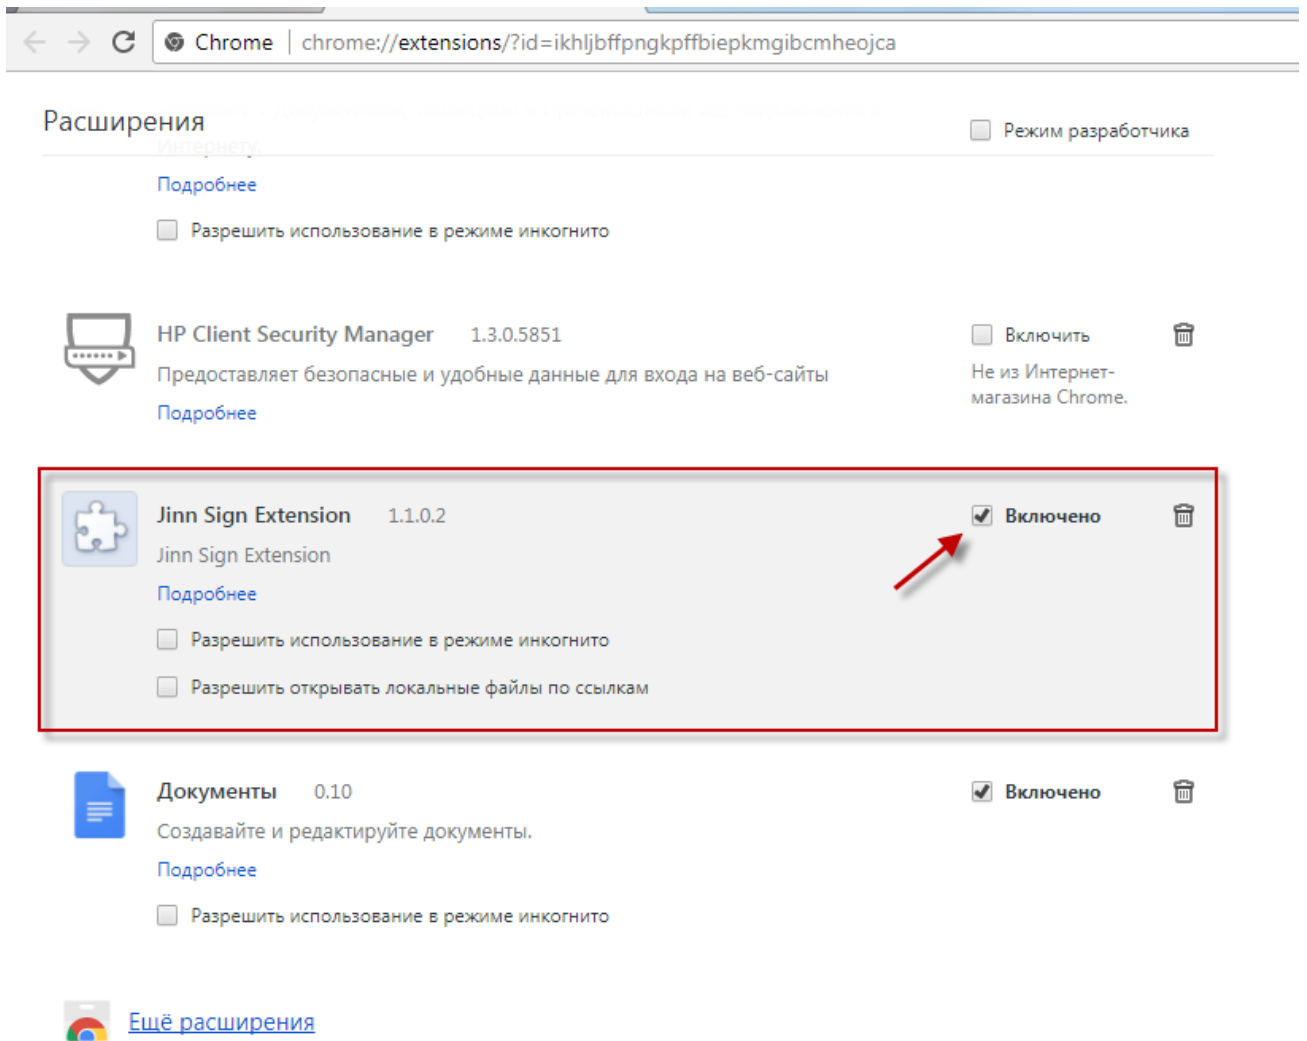 Chrome | chrome://extensions/?id=ikhljbffpngkpffbiepkmgibcmheojca
Расширения
Режим разработчика
Интернету.
Подробнее
Разрешить использование в режиме инкогнито
HP Client Security Manager 1.3.0.5851
Включить
Предоставляет безопасные и удобные данные для входа на веб-сайты
Не из Интернет-
магазина Chrome.
Подробнее
Jinn Sign Extension 1.1.0.2
Включено
Jinn Sign Extension
Подробнее
Разрешить использование в режиме инкогнито
Разрешить открывать локальные файлы по ссылкам
Документы 0.10
Включено
Создавайте и редактируйте документы.
Подробнее
Разрешить использование в режиме инкогнито
Ещё расширения